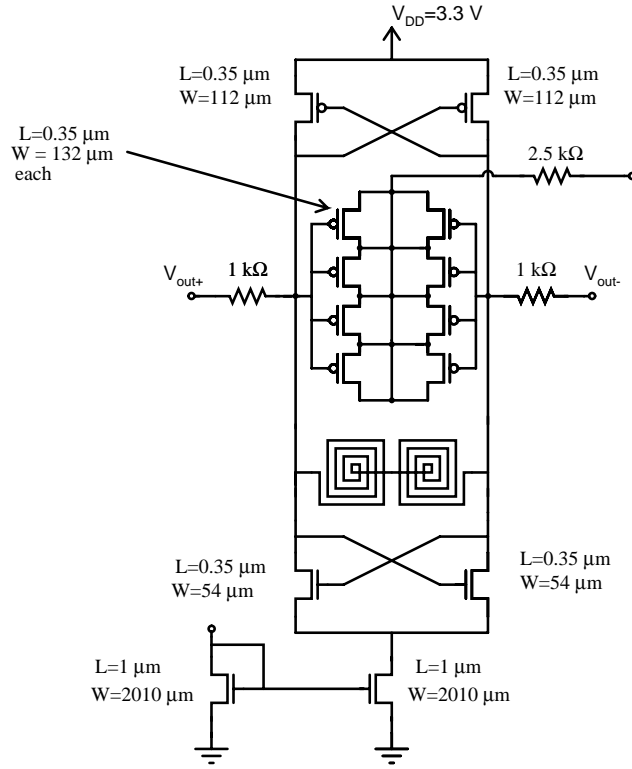 V_DD=3.3 V
L=0.35 µm
W=112 µm
L=0.35 µm
W=112 µm
L=0.35 µm
W = 132 µm
each
2.5 kΩ
V_out+
1 kΩ
1 kΩ
V_out-
L=0.35 µm
W=54 µm
L=0.35 µm
W=54 µm
L=1 µm
W=2010 µm
L=1 µm
W=2010 µm